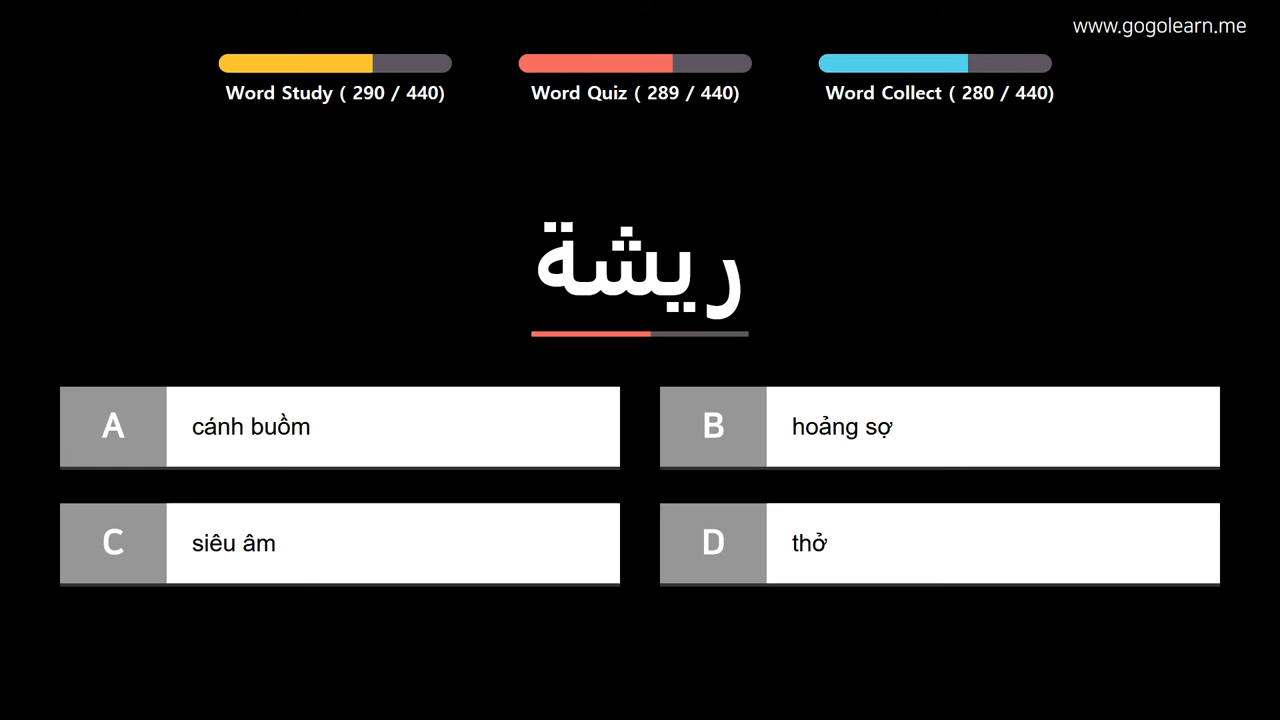 www.gogolearn.me
Word Study ( 290 / 440)
Word Quiz ( 289 / 440)
Word Collect ( 280 / 440)
ريشة
A cánh buồm
B hoảng sợ
C siêu âm
D thở